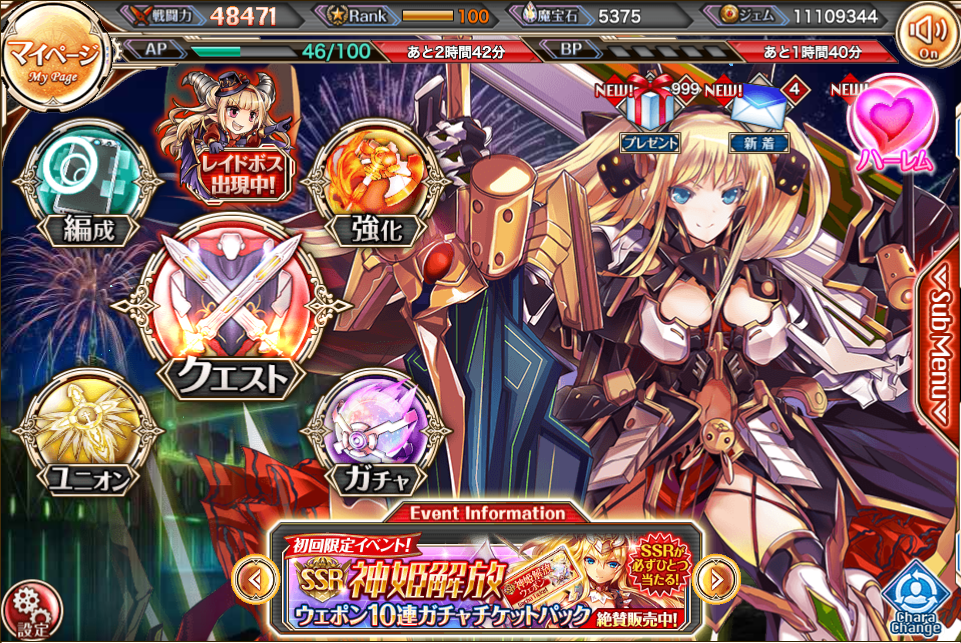 戦闘力 48471
Rank 100
魔宝石 5375
ジェム 11109344
マイページ
My Page
AP 46/100 あと2時間42分
BP あと1時間40分
On
NEW! 999
プレゼント
NEW! 4
新着
NEW!
ハーレム
編成
レイドボス
出現中!
強化
クエスト
ユニオン
ガチャ
SubMenu
Event Information
初回限定イベント!
SSR 神姫解放
ウェポン10連ガチャチケットパック
SSRが
必ずひとつ
当たる!
絶賛販売中!
設定
Chara
Change